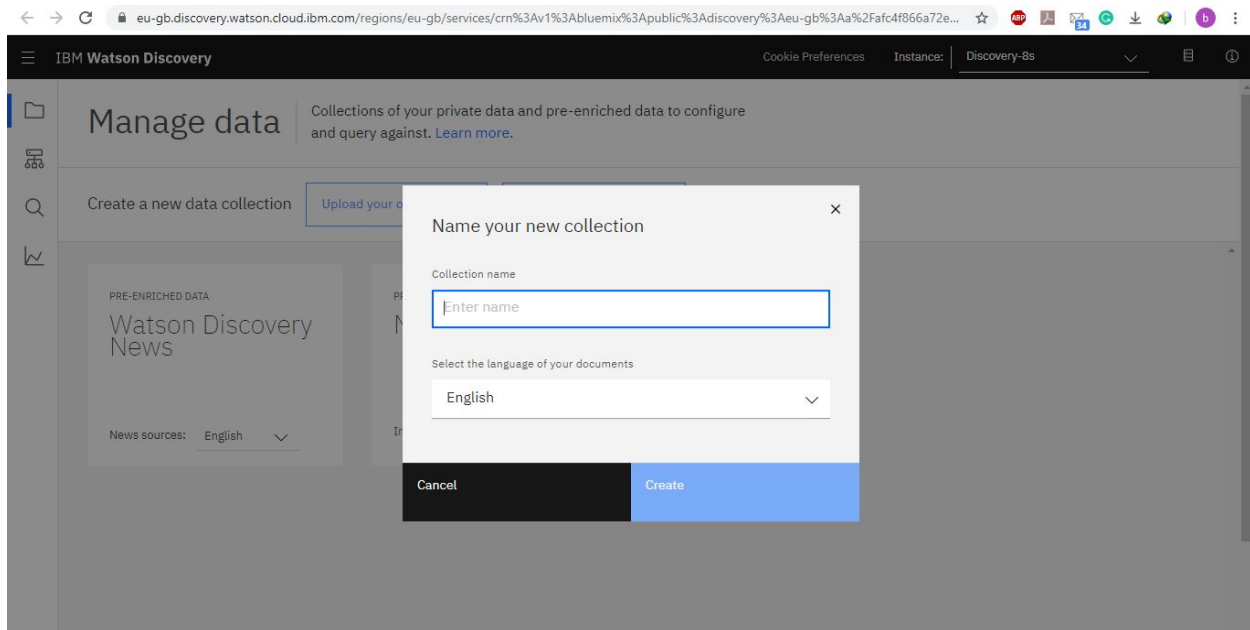 eu-gb.discovery.watson.cloud.ibm.com/regions/eu-gb/services/crn%3Av1%3Abluemix%3Apublic%3Adiscovery%3Aeu-gb%3Aa%2Fafc4f866a72e...
ABP
34
b
IBM Watson Discovery
Cookie Preferences
Instance:
Discovery-8s
Manage data
Collections of your private data and pre-enriched data to configure
and query against. Learn more.
Create a new data collection
Upload your o
Name your new collection
Collection name
Enter name
Select the language of your documents
English
Cancel
Create
PRE-ENRICHED DATA
Watson Discovery
News
News sources: English